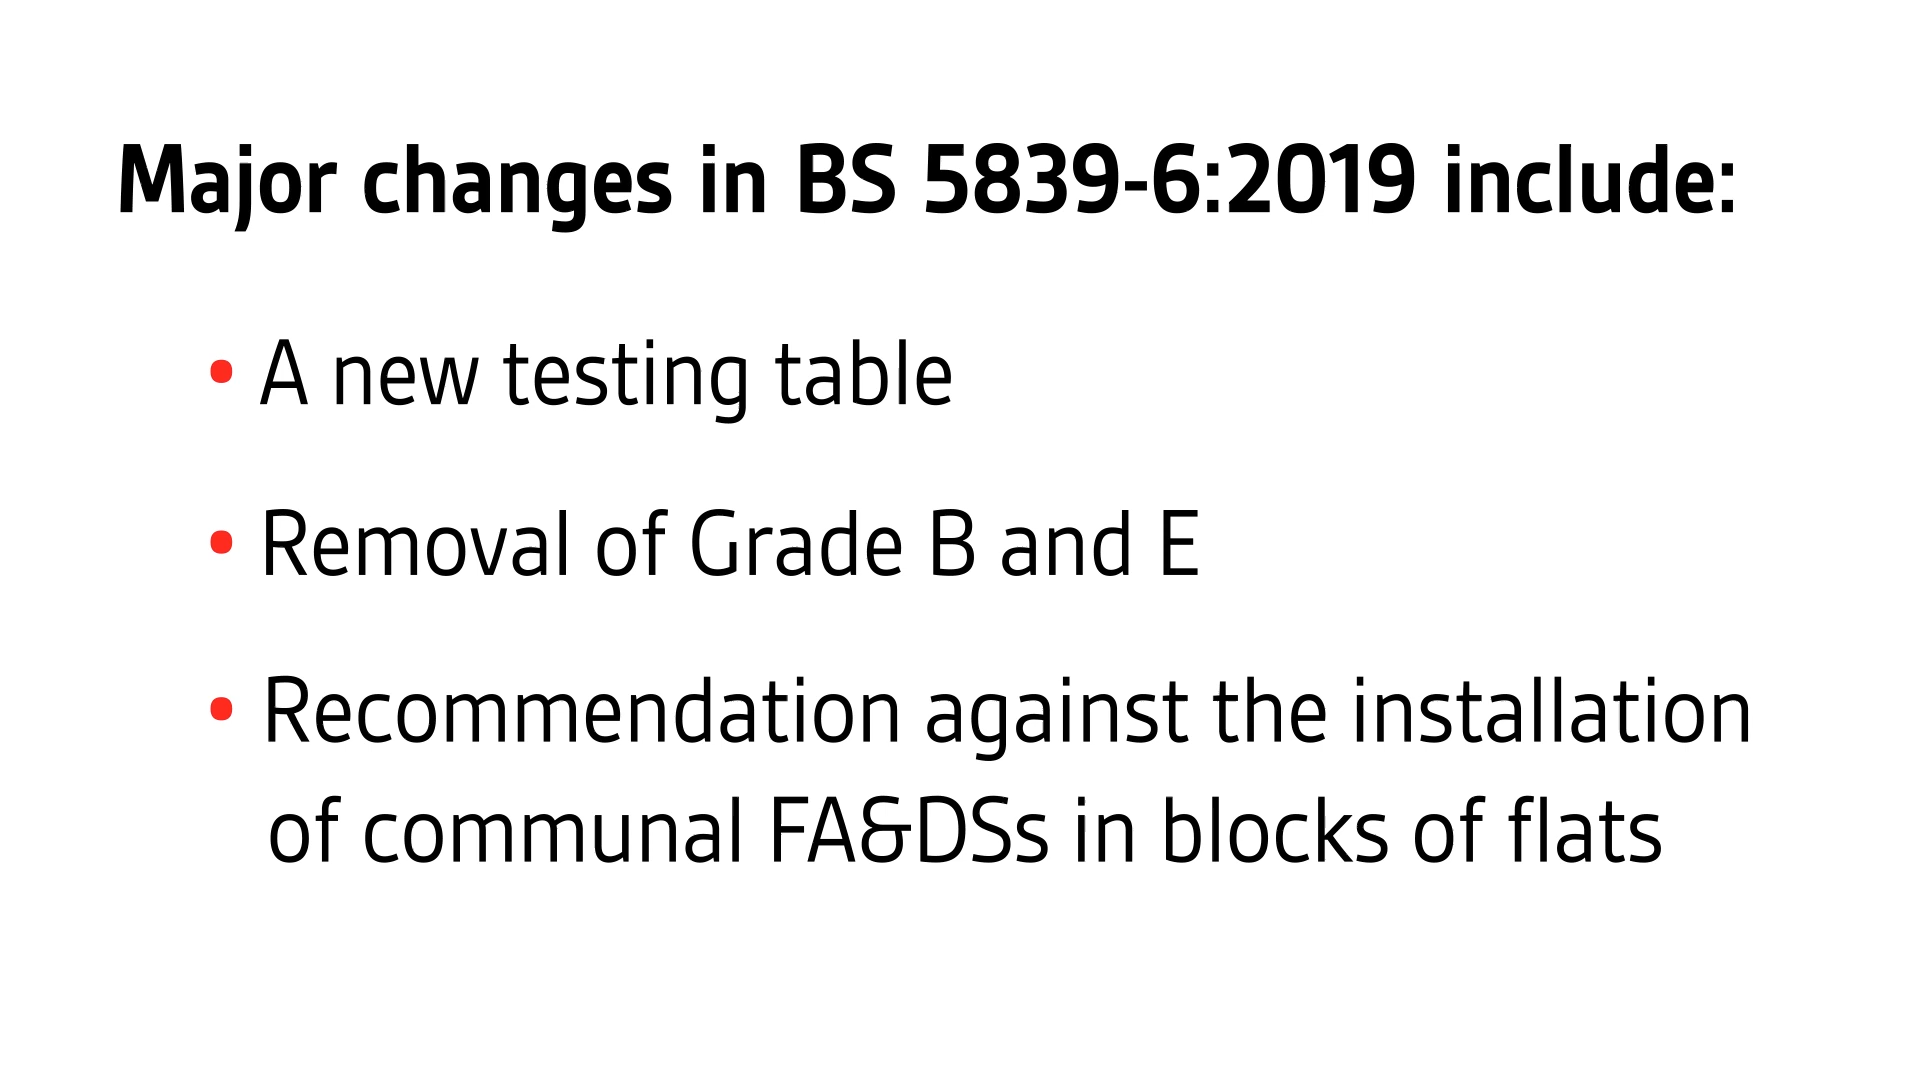 Major changes in BS 5839-6:2019 include:
• A new testing table
• Removal of Grade B and E
• Recommendation against the installation
of communal FA&DSs in blocks of flats